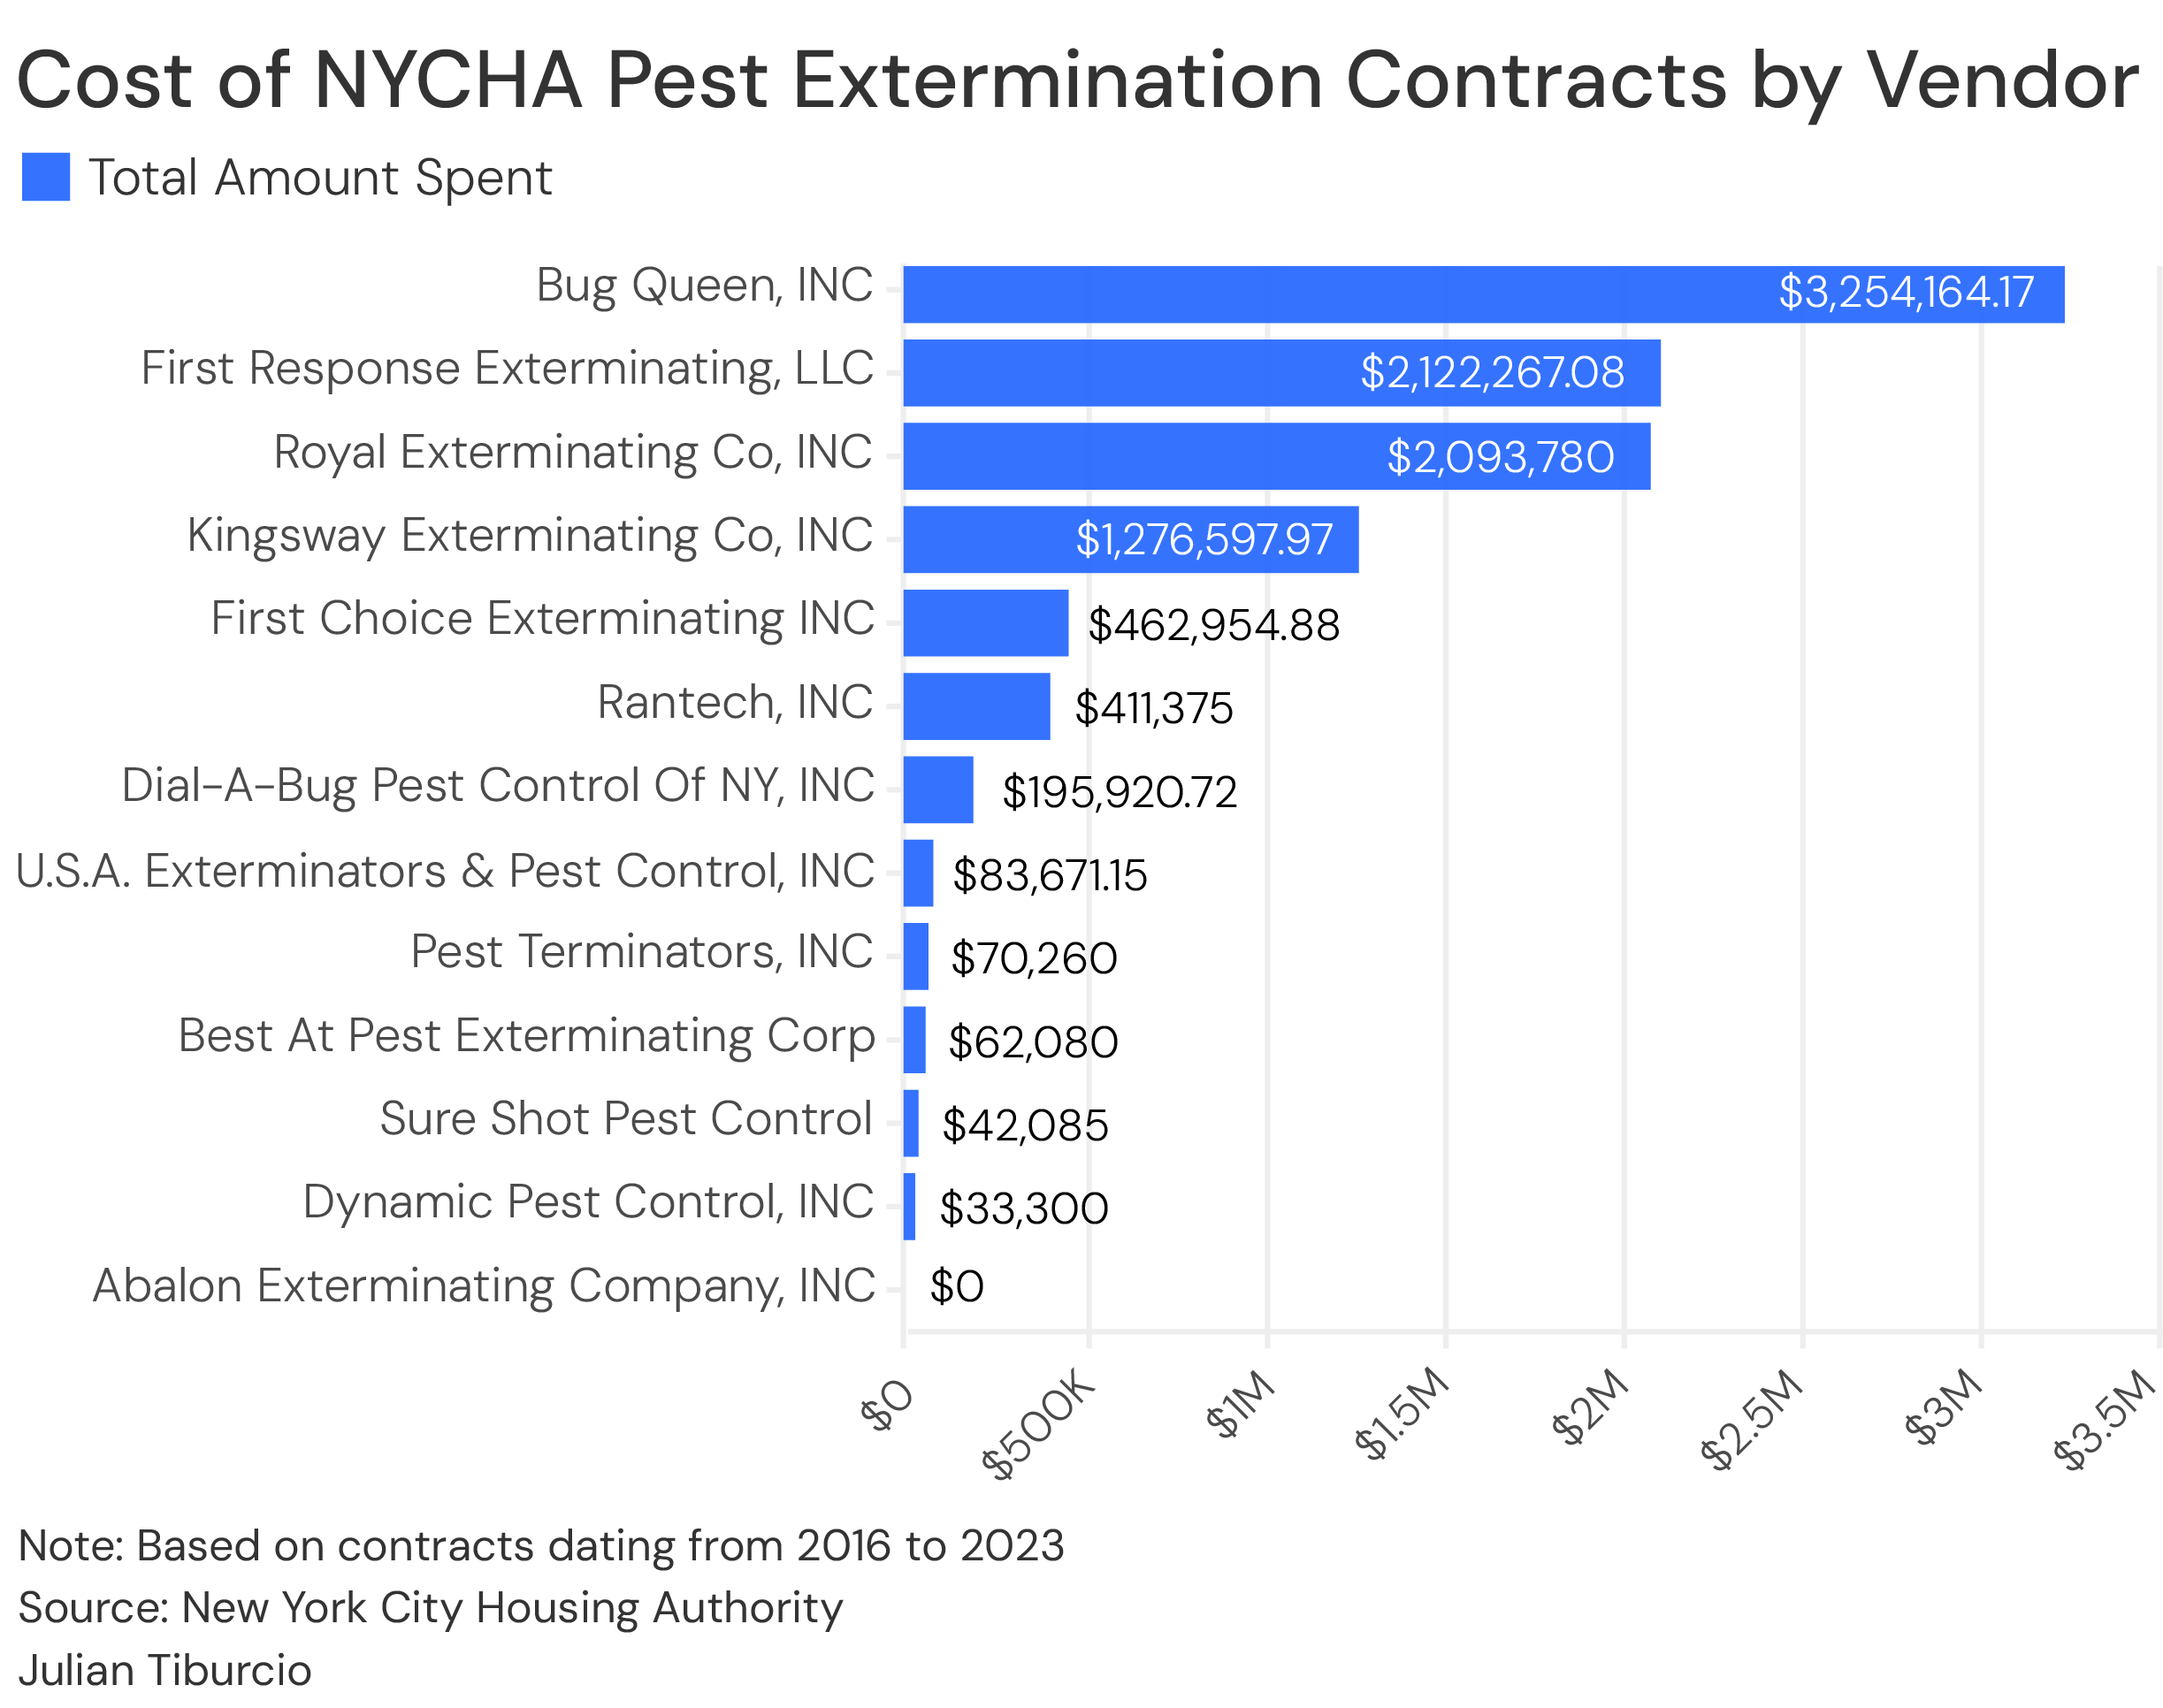 Cost of NYCHA Pest Extermination Contracts by Vendor
Total Amount Spent
Bug Queen, INC $3,254,164.17
First Response Exterminating, LLC $2,122,267.08
Royal Exterminating Co, INC $2,093,780
Kingsway Exterminating Co, INC $1,276,597.97
First Choice Exterminating INC $462,954.88
Rantech, INC $411,375
Dial-A-Bug Pest Control Of NY, INC $195,920.72
U.S.A. Exterminators & Pest Control, INC $83,671.15
Pest Terminators, INC $70,260
Best At Pest Exterminating Corp $62,080
Sure Shot Pest Control $42,085
Dynamic Pest Control, INC $33,300
Abalon Exterminating Company, INC $0
$0 $500K $1M $1.5M $2M $2.5M $3M $3.5M
Note: Based on contracts dating from 2016 to 2023
Source: New York City Housing Authority
Julian Tiburcio